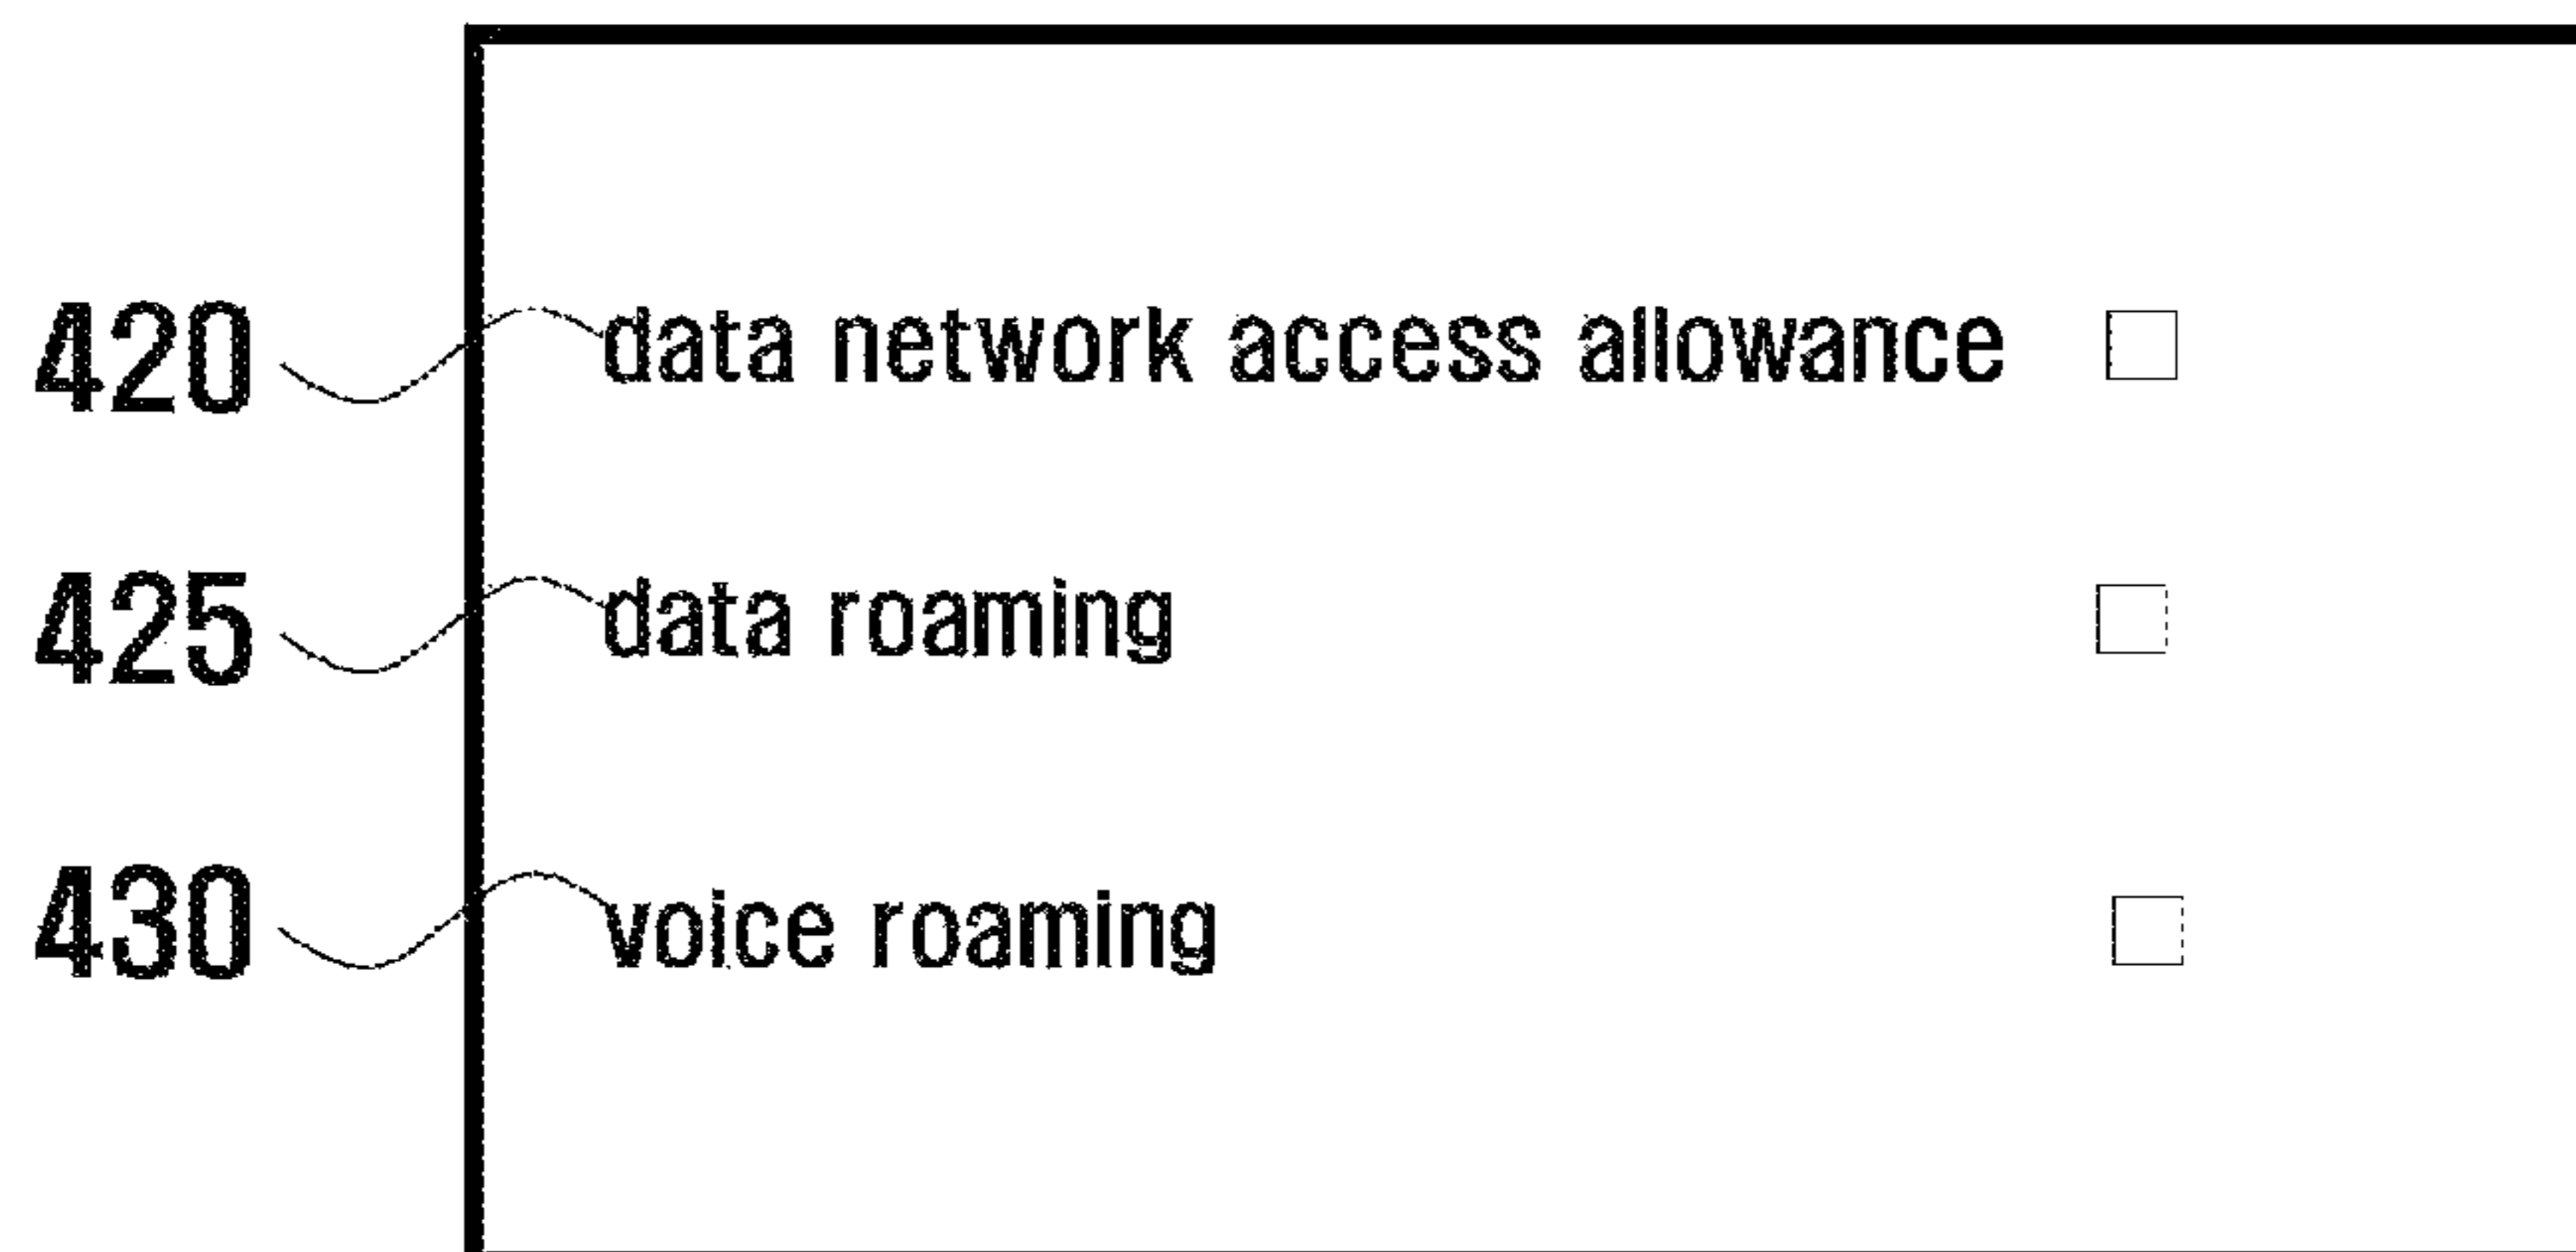 420 data network access allowance
425 data roaming
430 voice roaming